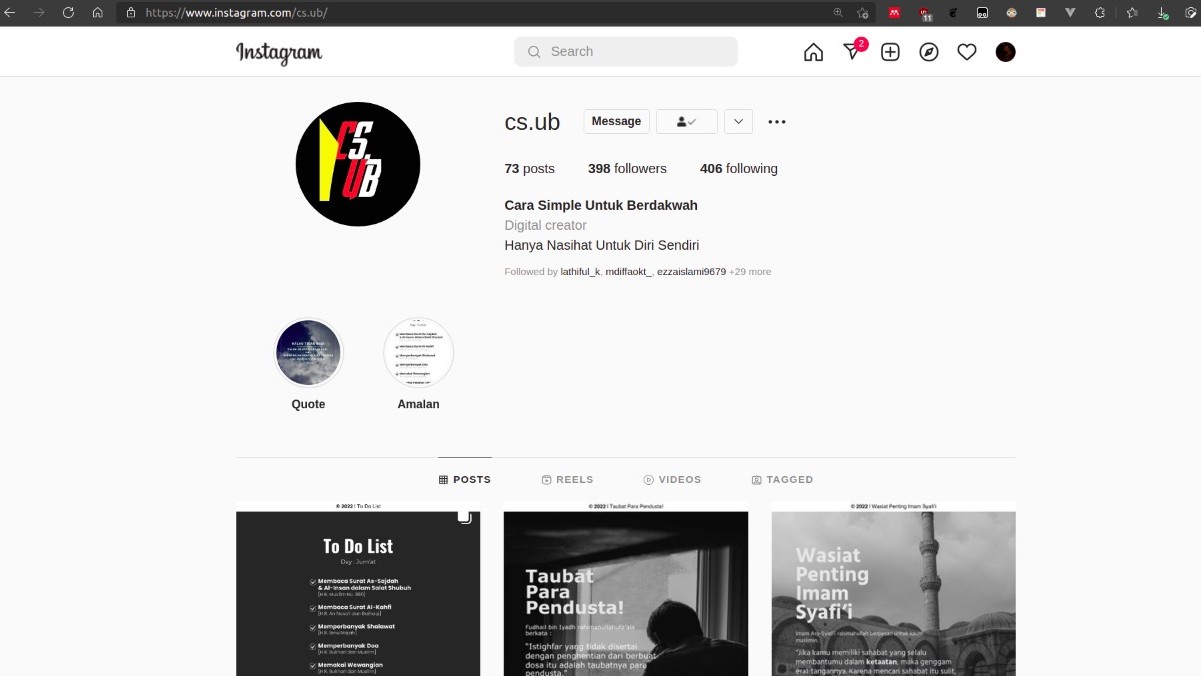 https://www.instagram.com/cs.ub/
11
Instagram
Search
2
CS.
UB
cs.ub
Message
73 posts 398 followers 406 following
Cara Simple Untuk Berdakwah
Digital creator
Hanya Nasihat Untuk Diri Sendiri
Followed by lathiful_k, mdiffaokt_, ezzaislami9679 +29 more
Quote
Amalan
POSTS
REELS
VIDEOS
TAGGED
© 2022 | To Do List
To Do List
Day : Jum'at
Membaca Surat As-Sajdah
& Al-Insan dalam Salat Shubuh
Membaca Surat Al-Kahfi
Memperbanyak Shalawat
Memperbanyak Doa
Memakai Wewangian
© 2022 | Taubat Para Pendusta!
Taubat
Para
Pendusta!
Fudhail bin Iyadh rahimahullahuta'ala
berkata :
"Istighfar yang tidak disertai
dengan penghentian dari berbuat
dosa itu adalah taubatnya para
pendusta."
© 2022 | Wasiat Penting Imam Syafi'i
Wasiat
Penting
Imam
Syafi'i
"Jika kamu memiliki sahabat yang selalu
membantumu dalam ketaatan, maka genggam
erat-tangannya. Karena mencari sahabat itu sulit,